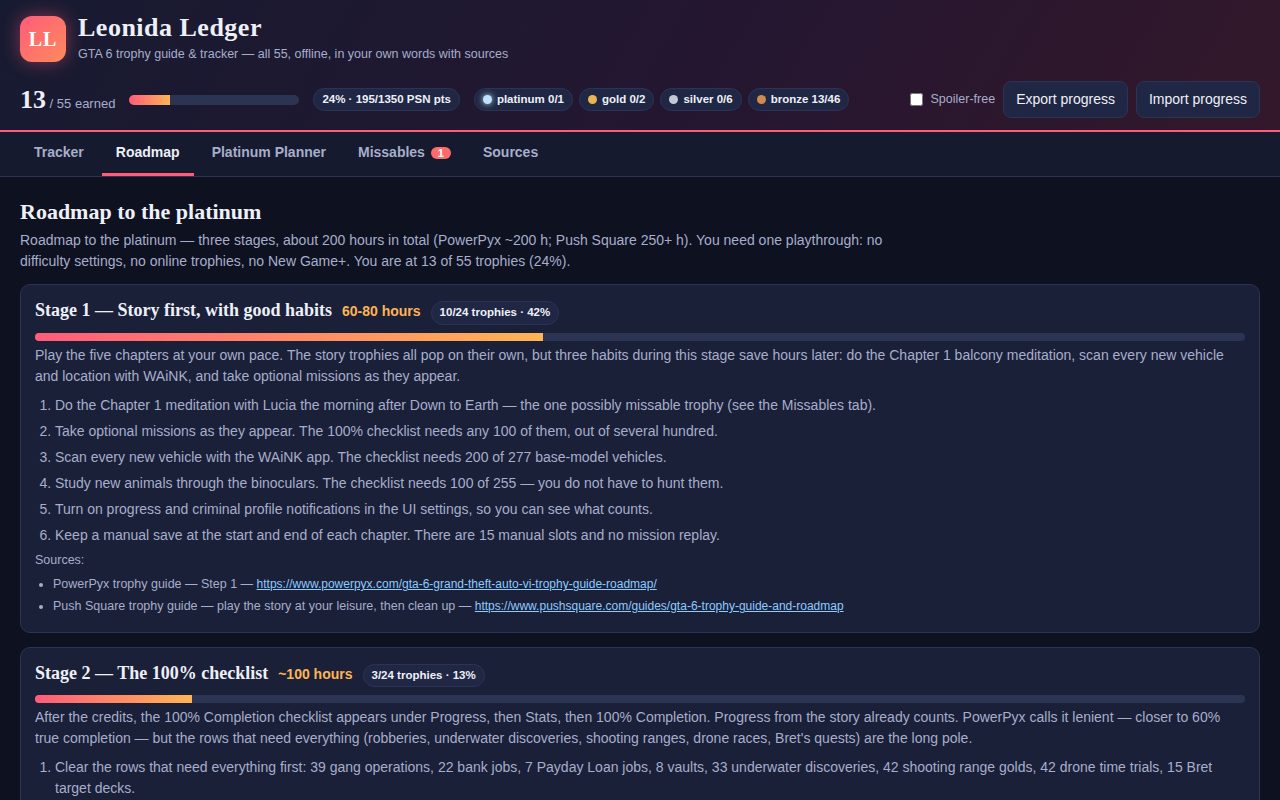 LL
Leonida Ledger
GTA 6 trophy guide & tracker — all 55, offline, in your own words with sources
13 / 55 earned
24% · 195/1350 PSN pts
platinum 0/1
gold 0/2
silver 0/6
bronze 13/46
Spoiler-free
Export progress
Import progress
Tracker
Roadmap
Platinum Planner
Missables 1
Sources
Roadmap to the platinum
Roadmap to the platinum — three stages, about 200 hours in total (PowerPyx ~200 h; Push Square 250+ h). You need one playthrough: no
difficulty settings, no online trophies, no New Game+. You are at 13 of 55 trophies (24%).
Stage 1 — Story first, with good habits 60-80 hours 10/24 trophies · 42%
Play the five chapters at your own pace. The story trophies all pop on their own, but three habits during this stage save hours later: do the Chapter 1 balcony meditation, scan every new vehicle
and location with WAiNK, and take optional missions as they appear.
1. Do the Chapter 1 meditation with Lucia the morning after Down to Earth — the one possibly missable trophy (see the Missables tab).
2. Take optional missions as they appear. The 100% checklist needs any 100 of them, out of several hundred.
3. Scan every new vehicle with the WAiNK app. The checklist needs 200 of 277 base-model vehicles.
4. Study new animals through the binoculars. The checklist needs 100 of 255 — you do not have to hunt them.
5. Turn on progress and criminal profile notifications in the UI settings, so you can see what counts.
6. Keep a manual save at the start and end of each chapter. There are 15 manual slots and no mission replay.
Sources:
• PowerPyx trophy guide — Step 1 — https://www.powerpyx.com/gta-6-grand-theft-auto-vi-trophy-guide-roadmap/
• Push Square trophy guide — play the story at your leisure, then clean up — https://www.pushsquare.com/guides/gta-6-trophy-guide-and-roadmap
Stage 2 — The 100% checklist ~100 hours 3/24 trophies · 13%
After the credits, the 100% Completion checklist appears under Progress, then Stats, then 100% Completion. Progress from the story already counts. PowerPyx calls it lenient — closer to 60%
true completion — but the rows that need everything (robberies, underwater discoveries, shooting ranges, drone races, Bret's quests) are the long pole.
1. Clear the rows that need everything first: 39 gang operations, 22 bank jobs, 7 Payday Loan jobs, 8 vaults, 33 underwater discoveries, 42 shooting range golds, 42 drone time trials, 15 Bret
target decks.